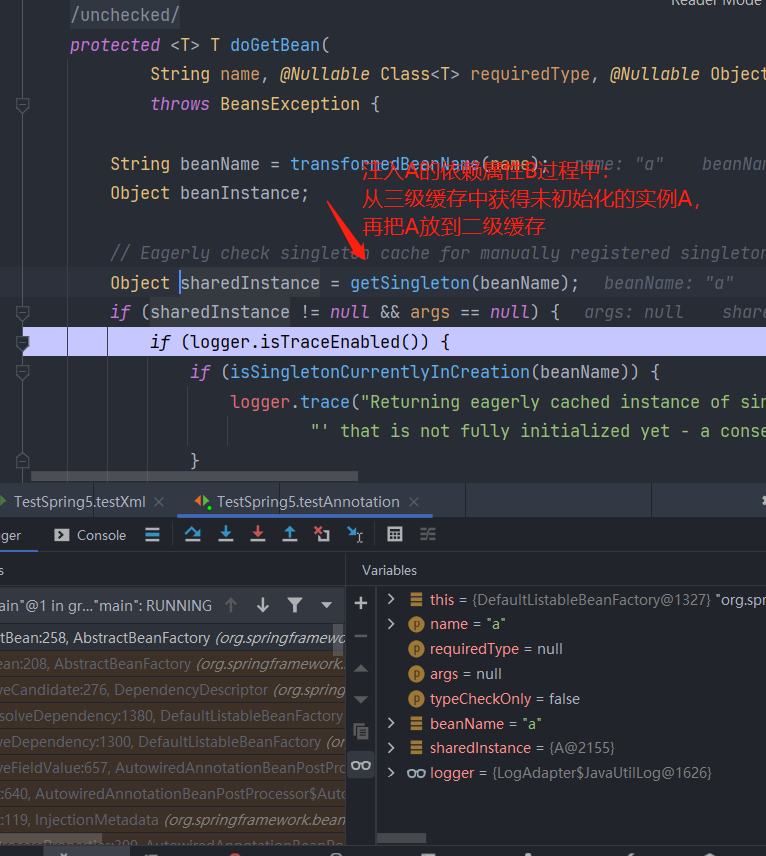 Reader Mode
/unchecked/
protected <T> T doGetBean(
String name, @Nullable Class<T> requiredType, @Nullable Object
throws BeansException {
String beanName = transformedBeanName(name); name: "a" beanNam
注入A的依赖属性B过程中：
Object beanInstance;
从三级缓存中获得未初始化的实例A，
再把A放到二级缓存
// Eagerly check singleton cache for manually registered singleton
Object sharedInstance = getSingleton(beanName); beanName: "a"
if (sharedInstance != null && args == null) { args: null share
if (logger.isTraceEnabled()) {
if (isSingletonCurrentlyInCreation(beanName)) {
logger.trace("Returning eagerly cached instance of sin
"' that is not fully initialized yet - a conse
}
TestSpring5.testXml × TestSpring5.testAnnotation ×
ger Console
s Variables
ain"@1 in gr..."main": RUNNING
tBean:258, AbstractBeanFactory (org.springframewo
ean:208, AbstractBeanFactory (org.springframework.
veCandidate:276, DependencyDescriptor (org.spring
solveDependency:1380, DefaultListableBeanFactory
veDependency:1300, DefaultListableBeanFactory (or
veFieldValue:657, AutowiredAnnotationBeanPostPro
:640, AutowiredAnnotationBeanPostProcessor$Auto
:119, InjectionMetadata (org.springframework.bean
this = {DefaultListableBeanFactory@1327} "org.sp
name = "a"
requiredType = null
args = null
typeCheckOnly = false
beanName = "a"
sharedInstance = {A@2155}
logger = {LogAdapter$JavaUtilLog@1626}